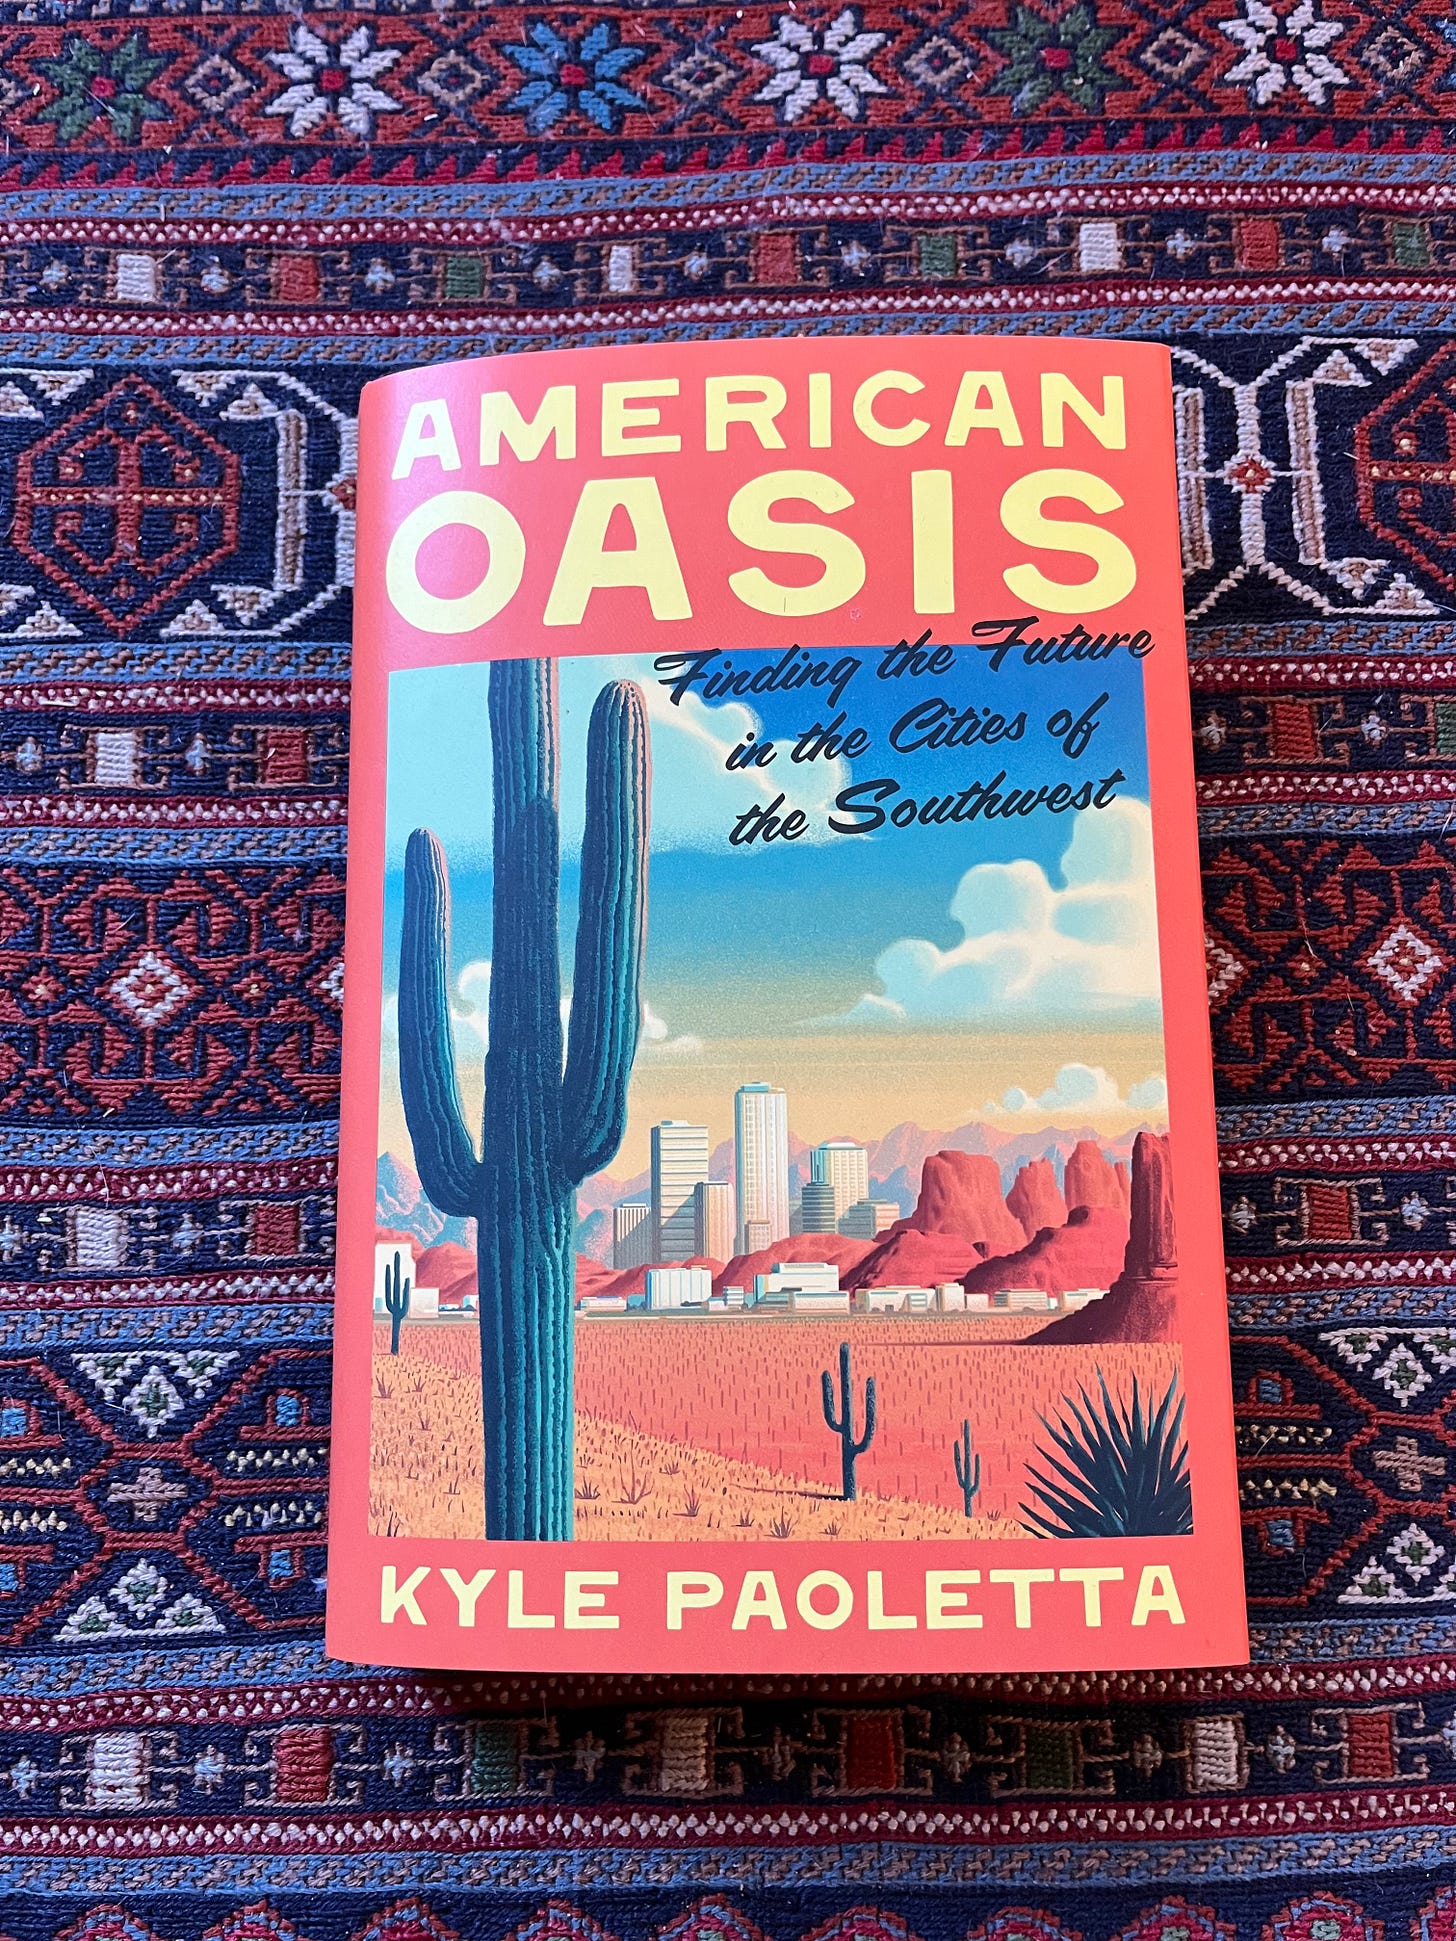 AMERICAN
OASIS
Finding the Future
in the Cities of
the Southwest
KYLE PAOLETTA